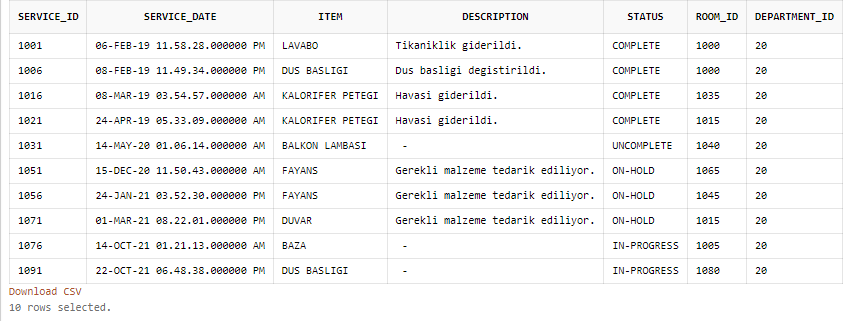 SERVICE_ID SERVICE_DATE ITEM DESCRIPTION STATUS ROOM_ID DEPARTMENT_ID
1001 06-FEB-19 11.58.28.000000 PM LAVABO Tikaniklik giderildi. COMPLETE 1000 20
1006 08-FEB-19 11.49.34.000000 PM DUS BASLIGI Dus basligi degistirildi. COMPLETE 1000 20
1016 08-MAR-19 03.54.57.000000 AM KALORIFER PETEGI Havasi giderildi. COMPLETE 1035 20
1021 24-APR-19 05.33.09.000000 AM KALORIFER PETEGI Havasi giderildi. COMPLETE 1015 20
1031 14-MAY-20 01.06.14.000000 AM BALKON LAMBASI - UNCOMPLETE 1040 20
1051 15-DEC-20 11.50.43.000000 AM FAYANS Gerekli malzeme tedarik ediliyor. ON-HOLD 1065 20
1056 24-JAN-21 03.52.30.000000 PM FAYANS Gerekli malzeme tedarik ediliyor. ON-HOLD 1045 20
1071 01-MAR-21 08.22.01.000000 PM DUVAR Gerekli malzeme tedarik ediliyor. ON-HOLD 1015 20
1076 14-OCT-21 01.21.13.000000 AM BAZA - IN-PROGRESS 1005 20
1091 22-OCT-21 06.48.38.000000 PM DUS BASLIGI - IN-PROGRESS 1080 20
Download CSV
10 rows selected.